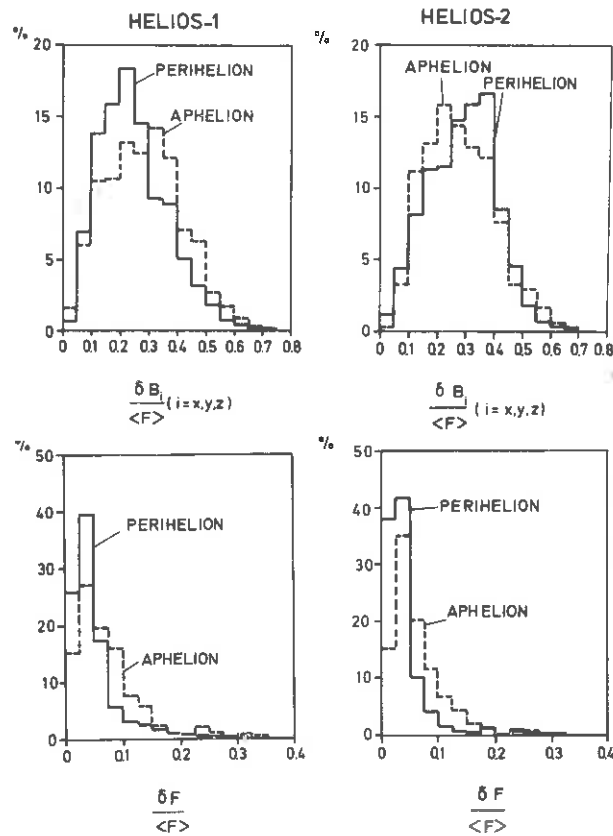 HELIOS-1
HELIOS-2
%
20
15
10
5
0
PERIHELION
APHELION
0 0.1 0.2 0.3 0.4 0.5 0.6 0.7 0.8
δB_i/<F> (i=x,y,z)
%
20
15
10
5
0
APHELION
PERIHELION
0 0.1 0.2 0.3 0.4 0.5 0.6 0.7 0.8
δB_i/<F> (i=x,y,z)
%
50
40
30
20
10
0
PERIHELION
APHELION
0 0.1 0.2 0.3 0.4
δF/<F>
%
50
40
30
20
10
0
PERIHELION
APHELION
0 0.1 0.2 0.3 0.4
δF/<F>